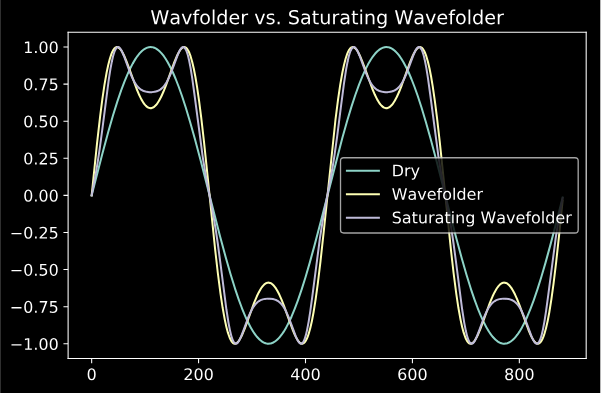 Wavfolder vs. Saturating Wavefolder
1.00
0.75
0.50
0.25
0.00
−0.25
−0.50
−0.75
−1.00
Dry
Wavefolder
Saturating Wavefolder
0 200 400 600 800